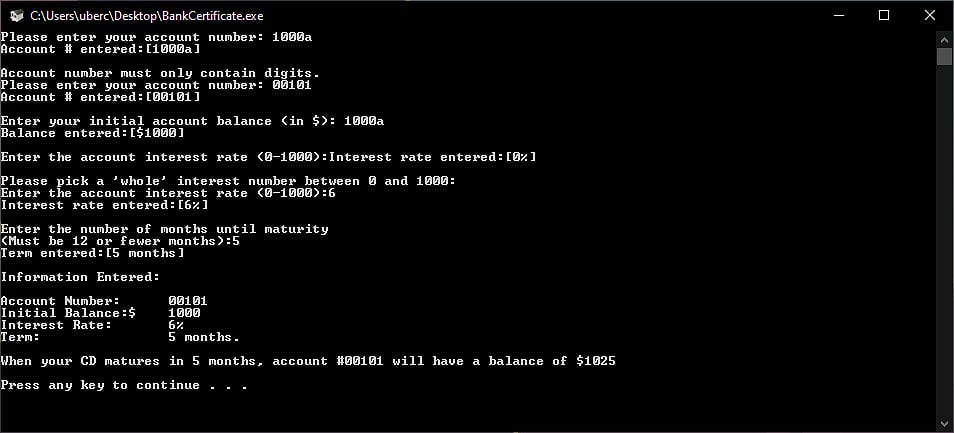 C:\Users\uberc\Desktop\BankCertificate.exe
Please enter your account number: 1000a
Account # entered:[1000a]
Account number must only contain digits.
Please enter your account number: 00101
Account # entered:[00101]
Enter your initial account balance (in $): 1000a
Balance entered:[$1000]
Enter the account interest rate (0-1000):Interest rate entered:[0%]
Please pick a 'whole' interest number between 0 and 1000:
Enter the account interest rate (0-1000):6
Interest rate entered:[6%]
Enter the number of months until maturity
(Must be 12 or fewer months):5
Term entered:[5 months]
Information Entered:
Account Number: 00101
Initial Balance:$ 1000
Interest Rate: 6%
Term: 5 months.
When your CD matures in 5 months, account #00101 will have a balance of $1025
Press any key to continue . . .